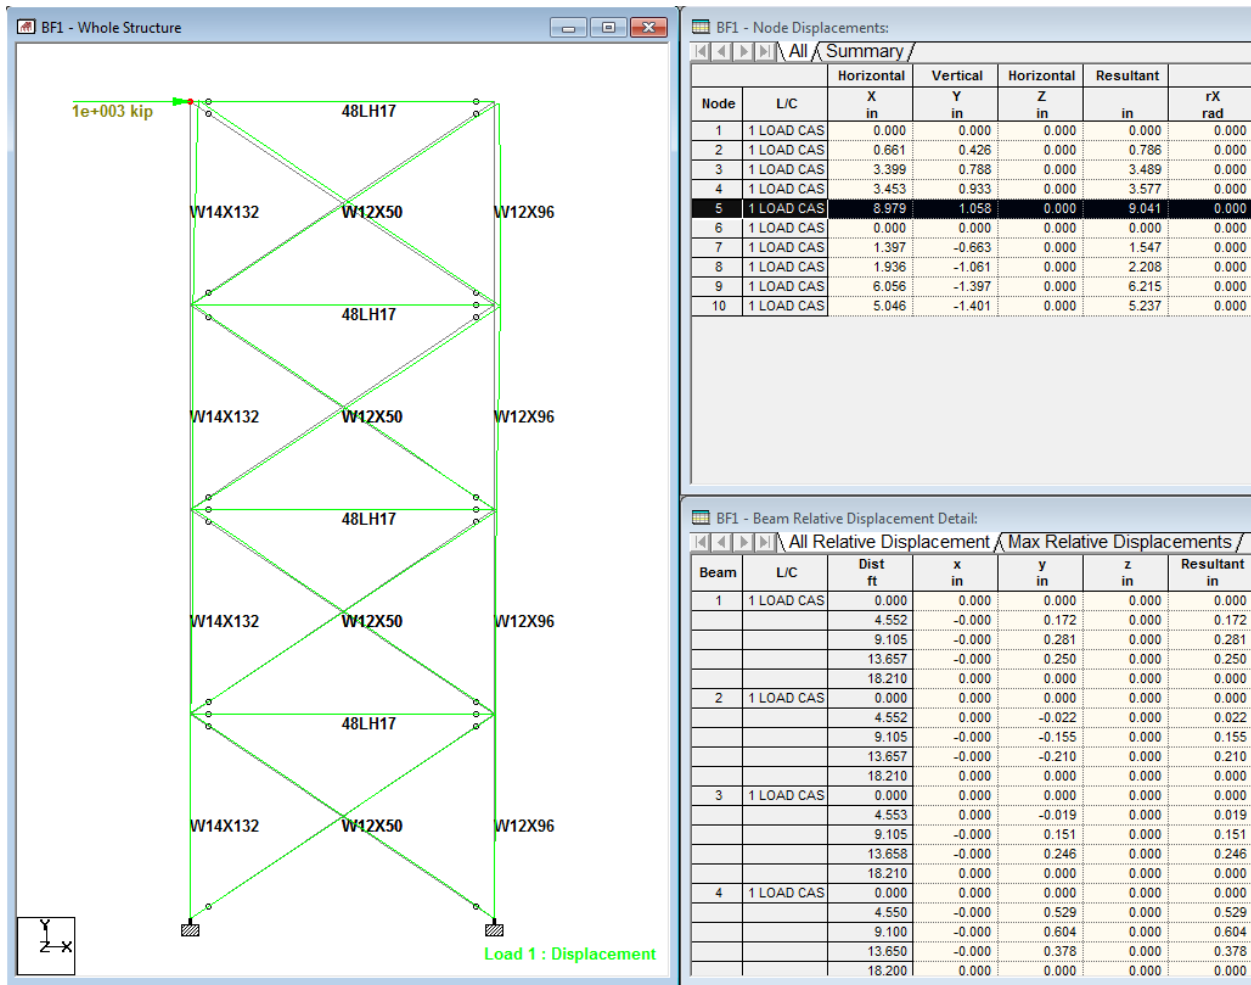 BF1 - Whole Structure
1e+003 kip
48LH17
W14X132 W12X50 W12X96
48LH17
W14X132 W12X50 W12X96
48LH17
W14X132 W12X50 W12X96
48LH17
W14X132 W12X50 W12X96
Y
Z X
Load 1 : Displacement
BF1 - Node Displacements:
All Summary
Horizontal Vertical Horizontal Resultant
Node L/C X in Y in Z in in rX rad
1 1 LOAD CAS 0.000 0.000 0.000 0.000 0.000
2 1 LOAD CAS 0.661 0.426 0.000 0.786 0.000
3 1 LOAD CAS 3.399 0.788 0.000 3.489 0.000
4 1 LOAD CAS 3.453 0.933 0.000 3.577 0.000
5 1 LOAD CAS 8.979 1.058 0.000 9.041 0.000
6 1 LOAD CAS 0.000 0.000 0.000 0.000 0.000
7 1 LOAD CAS 1.397 -0.663 0.000 1.547 0.000
8 1 LOAD CAS 1.936 -1.061 0.000 2.208 0.000
9 1 LOAD CAS 6.056 -1.397 0.000 6.215 0.000
10 1 LOAD CAS 5.046 -1.401 0.000 5.237 0.000
BF1 - Beam Relative Displacement Detail:
All Relative Displacement Max Relative Displacements
Beam L/C Dist ft x in y in z in Resultant in
1 1 LOAD CAS 0.000 0.000 0.000 0.000 0.000
4.552 -0.000 0.172 0.000 0.172
9.105 -0.000 0.281 0.000 0.281
13.657 -0.000 0.250 0.000 0.250
18.210 0.000 0.000 0.000 0.000
2 1 LOAD CAS 0.000 0.000 0.000 0.000 0.000
4.552 0.000 -0.022 0.000 0.022
9.105 -0.000 -0.155 0.000 0.155
13.657 -0.000 -0.210 0.000 0.210
18.210 0.000 0.000 0.000 0.000
3 1 LOAD CAS 0.000 0.000 0.000 0.000 0.000
4.553 0.000 -0.019 0.000 0.019
9.105 -0.000 0.151 0.000 0.151
13.658 -0.000 0.246 0.000 0.246
18.210 0.000 0.000 0.000 0.000
4 1 LOAD CAS 0.000 0.000 0.000 0.000 0.000
4.550 -0.000 0.529 0.000 0.529
9.100 -0.000 0.604 0.000 0.604
13.650 -0.000 0.378 0.000 0.378
18.200 0.000 0.000 0.000 0.000